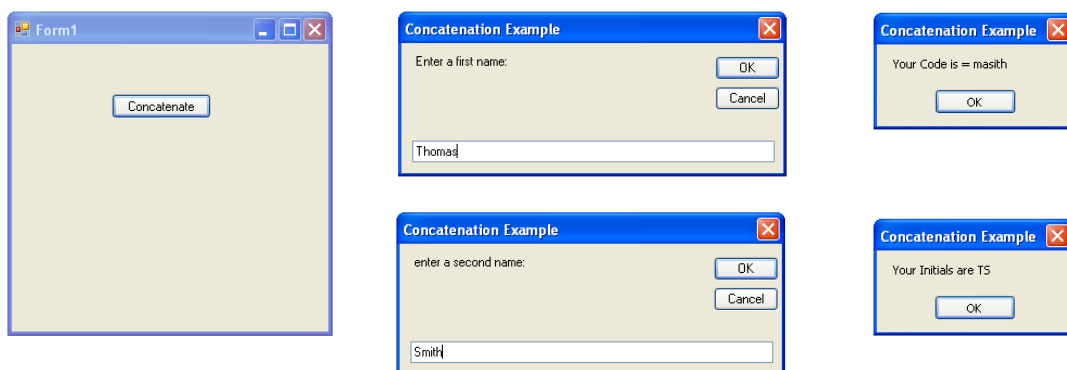 Form1
Concatenate
Concatenation Example
Enter a first name:
OK
Cancel
Thomas
Concatenation Example
enter a second name:
OK
Cancel
Smith
Concatenation Example
Your Code is = masith
OK
Concatenation Example
Your Initials are TS
OK